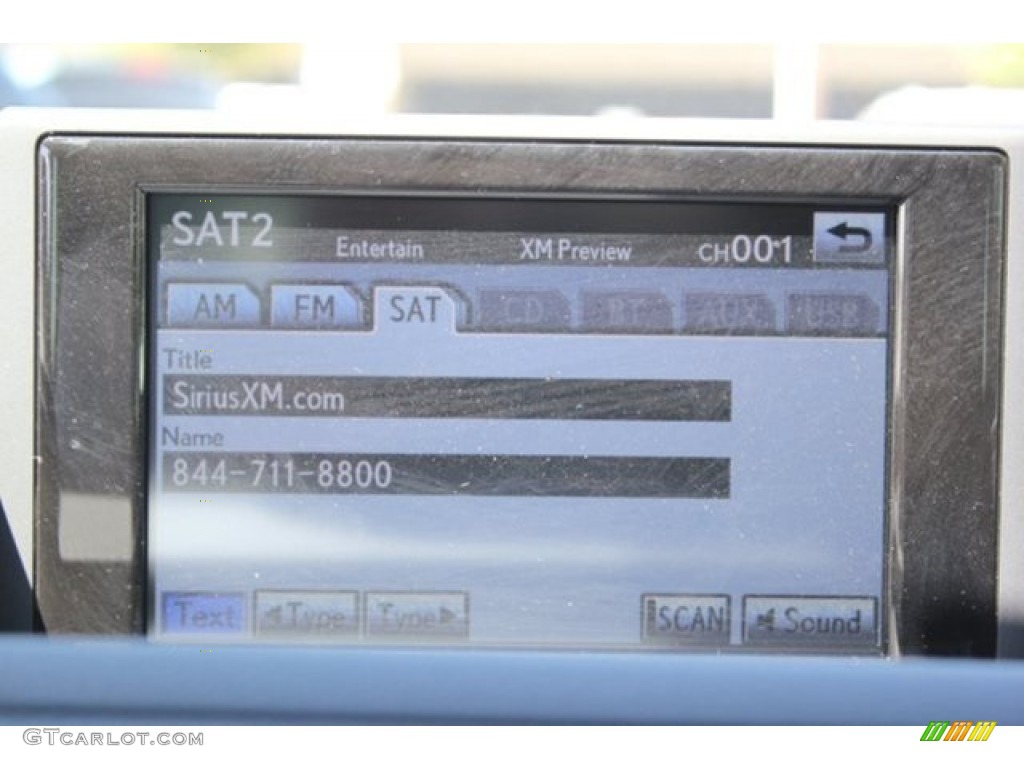 SAT2
Entertain XM Preview CH001
AM FM SAT CD BT AUX USB
Title
SiriusXM.com
Name
844-711-8800
Text ◀Type Type▶ SCAN Sound
GTCARLOT.COM